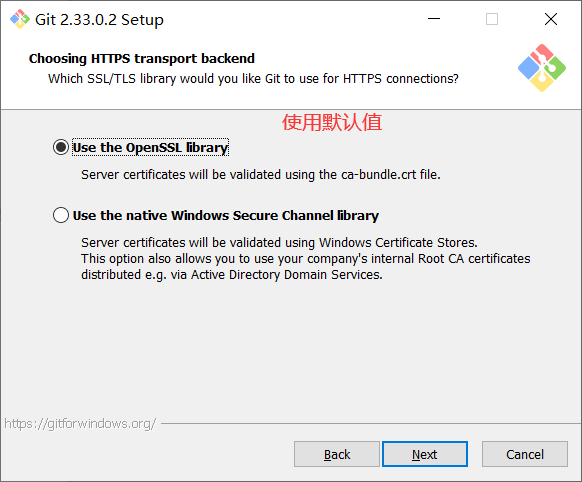 Git 2.33.0.2 Setup
Choosing HTTPS transport backend
Which SSL/TLS library would you like Git to use for HTTPS connections?
使用默认值
Use the OpenSSL library
Server certificates will be validated using the ca-bundle.crt file.
Use the native Windows Secure Channel library
Server certificates will be validated using Windows Certificate Stores.
This option also allows you to use your company's internal Root CA certificates
distributed e.g. via Active Directory Domain Services.
https://gitforwindows.org/
Back Next Cancel